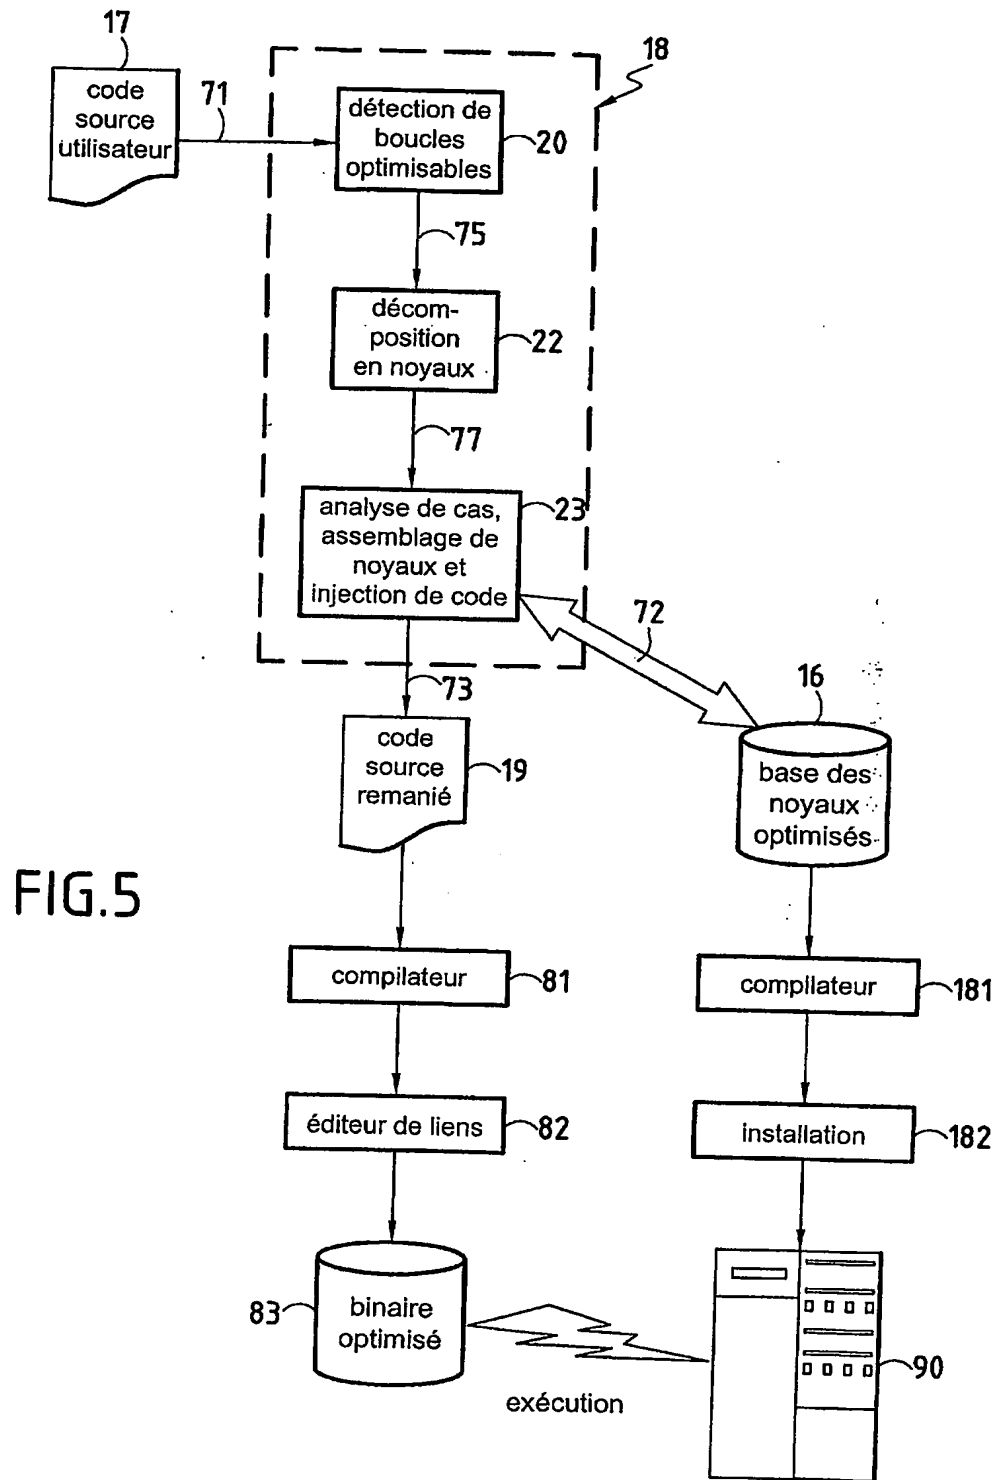 17
18
code
source
utilisateur
71
détection de
boucles
optimisables
20
75
décom-
position
en noyaux
22
77
analyse de cas,
assemblage de
noyaux et
injection de code
23
72
73
16
code
source
remanié
19
base des
noyaux
optimisés
FIG.5
compilateur
81
compilateur
181
éditeur de liens
82
installation
182
83
binaire
optimisé
90
exécution